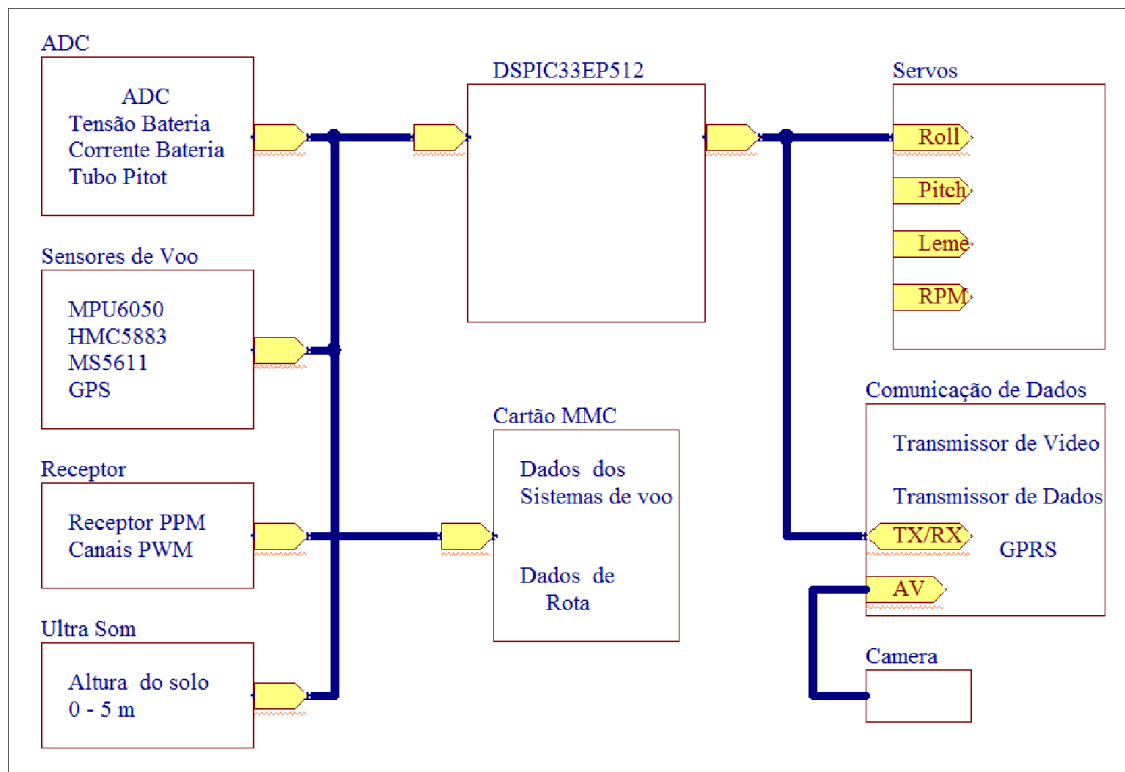 ADC
ADC
Tensão Bateria
Corrente Bateria
Tubo Pitot
Sensores de Voo
MPU6050
HMC5883
MS5611
GPS
Receptor
Receptor PPM
Canais PWM
Ultra Som
Altura do solo
0 - 5 m
DSPIC33EP512
Cartão MMC
Dados dos
Sistemas de voo
Dados de
Rota
Servos
Roll
Pitch
Leme
RPM
Comunicação de Dados
Transmissor de Video
Transmissor de Dados
TX/RX
GPRS
AV
Camera